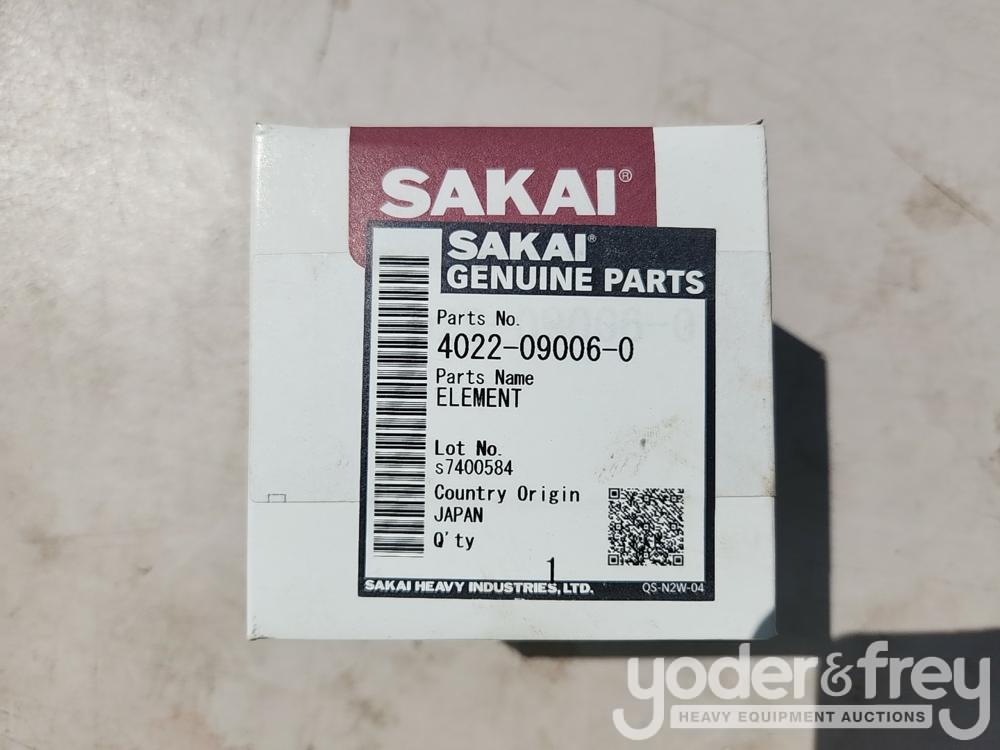 SAKAI®
SAKAI®
GENUINE PARTS
Parts No.
4022-09006-0
Parts Name
ELEMENT
Lot No.
s7400584
Country Origin
JAPAN
Q'ty
1
SAKAI HEAVY INDUSTRIES, LTD.
QS-N2W-04
yoder&frey
HEAVY EQUIPMENT AUCTIONS